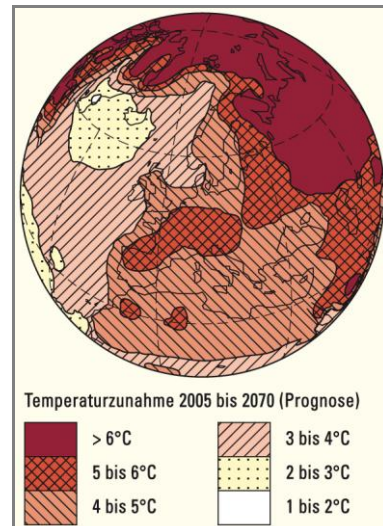 Temperaturzunahme 2005 bis 2070 (Prognose)
> 6°C
5 bis 6°C
4 bis 5°C
3 bis 4°C
2 bis 3°C
1 bis 2°C